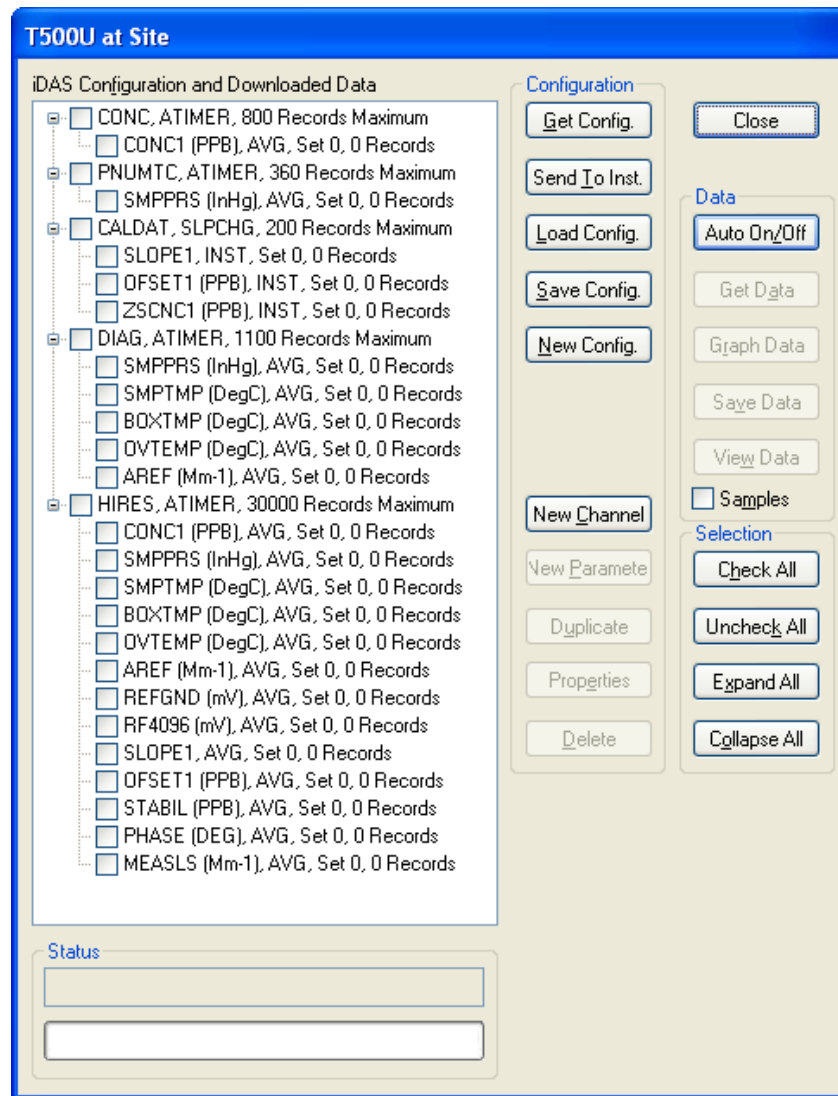 T500U at Site
iDAS Configuration and Downloaded Data
CONC, ATIMER, 800 Records Maximum
CONC1 (PPB), AVG, Set 0, 0 Records
PNUMTC, ATIMER, 360 Records Maximum
SMPPRS (InHg), AVG, Set 0, 0 Records
CALDAT, SLPCHG, 200 Records Maximum
SLOPE1, INST, Set 0, 0 Records
OFSET1 (PPB), INST, Set 0, 0 Records
ZSCNC1 (PPB), INST, Set 0, 0 Records
DIAG, ATIMER, 1100 Records Maximum
SMPPRS (InHg), AVG, Set 0, 0 Records
SMPTMP (DegC), AVG, Set 0, 0 Records
BOXTMP (DegC), AVG, Set 0, 0 Records
OVTEMP (DegC), AVG, Set 0, 0 Records
AREF (Mm-1), AVG, Set 0, 0 Records
HIRES, ATIMER, 30000 Records Maximum
CONC1 (PPB), AVG, Set 0, 0 Records
SMPPRS (InHg), AVG, Set 0, 0 Records
SMPTMP (DegC), AVG, Set 0, 0 Records
BOXTMP (DegC), AVG, Set 0, 0 Records
OVTEMP (DegC), AVG, Set 0, 0 Records
AREF (Mm-1), AVG, Set 0, 0 Records
REFGND (mV), AVG, Set 0, 0 Records
RF4096 (mV), AVG, Set 0, 0 Records
SLOPE1, AVG, Set 0, 0 Records
OFSET1 (PPB), AVG, Set 0, 0 Records
STABIL (PPB), AVG, Set 0, 0 Records
PHASE (DEG), AVG, Set 0, 0 Records
MEASLS (Mm-1), AVG, Set 0, 0 Records
Status
Configuration
Get Config.
Send To Inst.
Load Config.
Save Config.
New Config.
New Channel
New Paramete
Duplicate
Properties
Delete
Close
Data
Auto On/Off
Get Data
Graph Data
Save Data
View Data
Samples
Selection
Check All
Uncheck All
Expand All
Collapse All